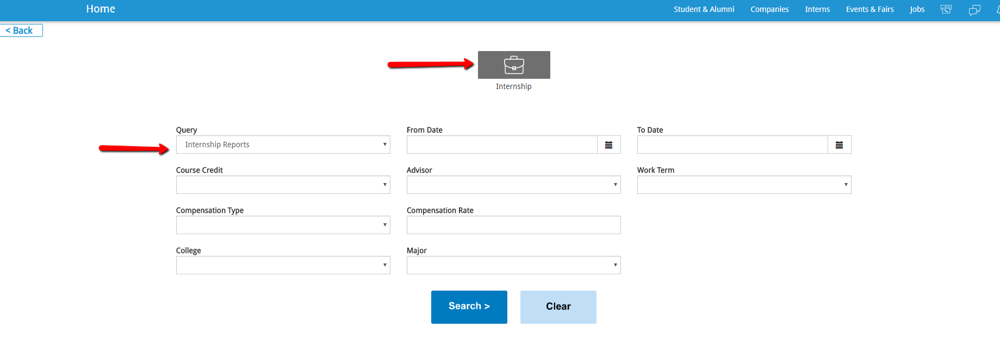 Home
Student & Alumni
Companies
Interns
Events & Fairs
Jobs
< Back
Internship
Query
From Date
To Date
Internship Reports
Course Credit
Advisor
Work Term
Compensation Type
Compensation Rate
College
Major
Search >
Clear